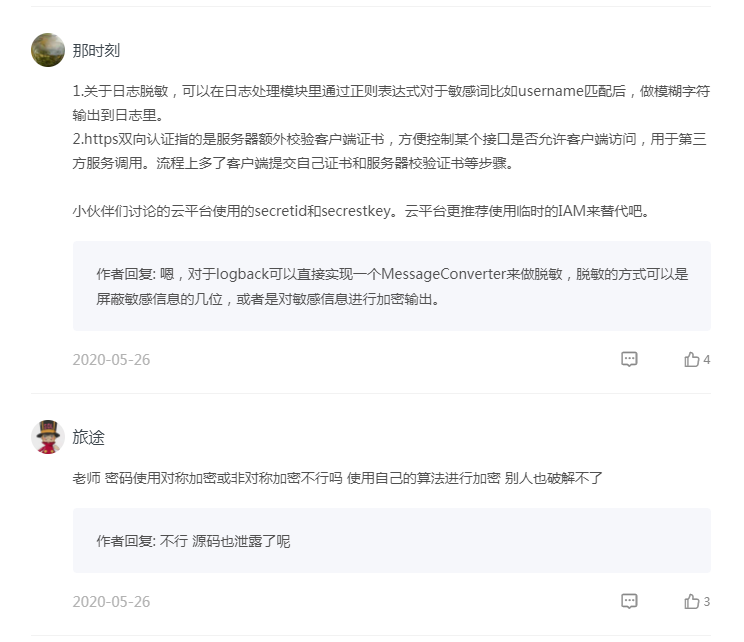 那时刻
1.关于日志脱敏，可以在日志处理模块里通过正则表达式对于敏感词比如username匹配后，做模糊字符
输出到日志里。
2.https双向认证指的是服务器额外校验客户端证书，方便控制某个接口是否允许客户端访问，用于第三
方服务调用。流程上多了客户端提交自己证书和服务器校验证书等步骤。
小伙伴们讨论的云平台使用的secretid和secrestkey。云平台更推荐使用临时的IAM来替代吧。
作者回复: 嗯，对于logback可以直接实现一个MessageConverter来做脱敏，脱敏的方式可以是
屏蔽敏感信息的几位，或者是对敏感信息进行加密输出。
2020-05-26
4
旅途
老师 密码使用对称加密或非对称加密不行吗 使用自己的算法进行加密 别人也破解不了
作者回复: 不行 源码也泄露了呢
2020-05-26
3